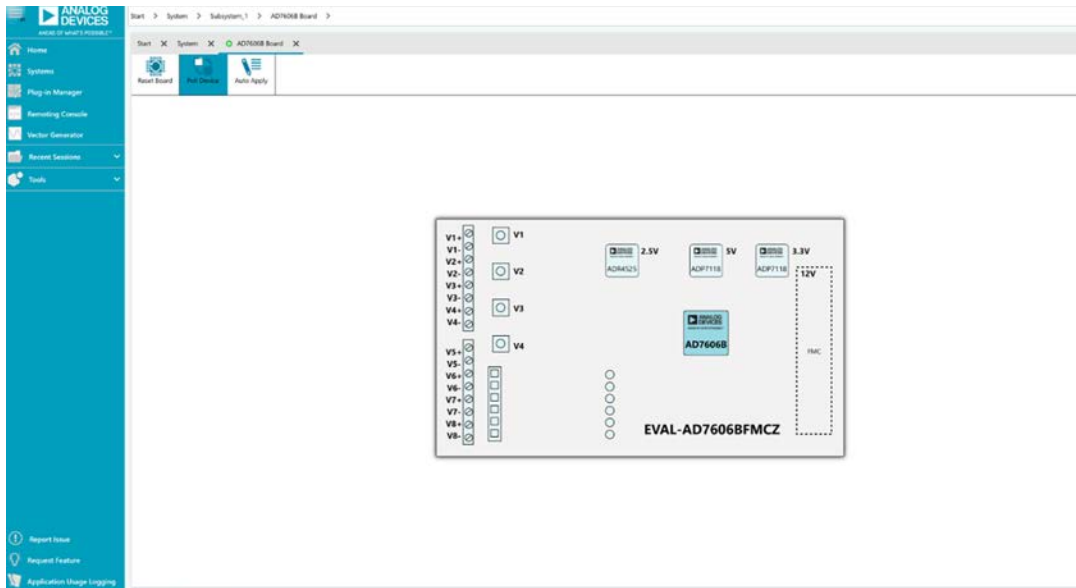 ANALOG
DEVICES
AHEAD OF WHAT'S POSSIBLE™
Start > System > Subsystem_1 > AD7606B Board >
Home
Systems
Plug-in Manager
Remoting Console
Vector Generator
Recent Sessions
Tools
Start X System X AD7606B Board X
Reset Board
Poll Device
Auto Apply
V1+
V1-
V2+
V2-
V3+
V3-
V4+
V4-
V5+
V5-
V6+
V6-
V7+
V7-
V8+
V8-
V1
V2
V3
V4
ADR4525
2.5V
ADP7118
5V
ADP7118
3.3V
12V
ANALOG
DEVICES
AD7606B
FMC
EVAL-AD7606BFMCZ
Report Issue
Request Feature
Application Usage Logging